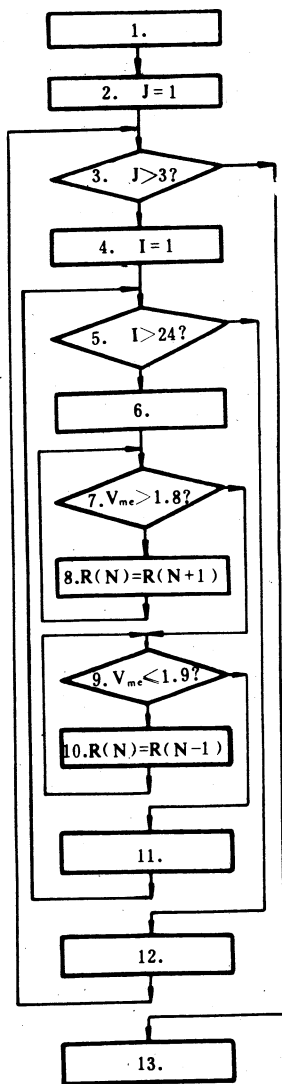 1.
2. J=1
3. J>3?
4. I=1
5. I>24?
6.
7.Vme>1.8?
8.R(N)=R(N+1)
9.Vme≤1.9?
10.R(N)=R(N-1)
11.
12.
13.